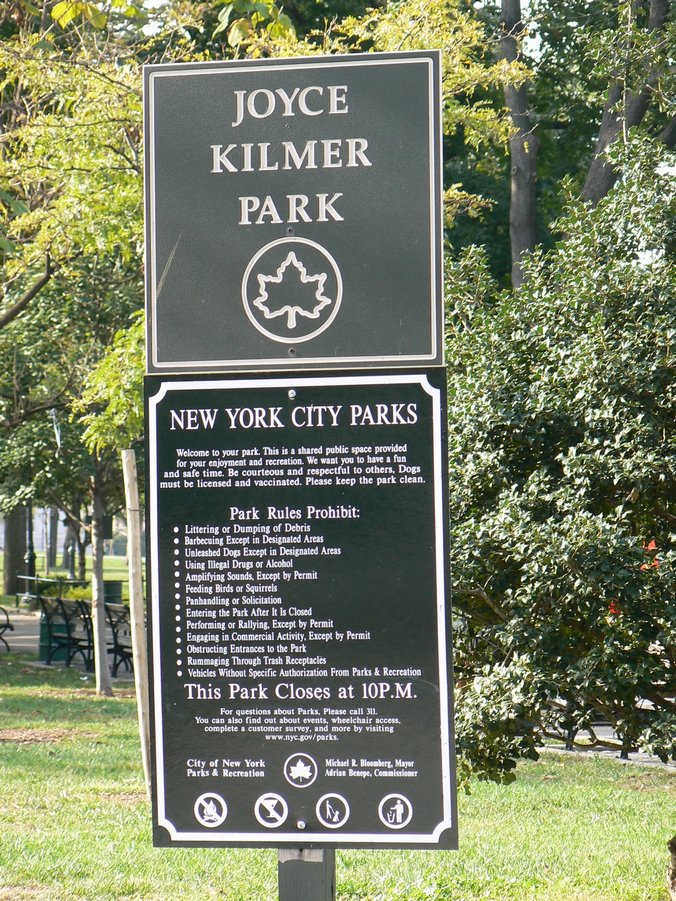 JOYCE
KILMER
PARK
NEW YORK CITY PARKS
Welcome to your park. This is a shared public space provided
for your enjoyment and recreation. We want you to have a fun
and safe time. Be courteous and respectful to others, Dogs
must be licensed and vaccinated. Please keep the park clean.
Park Rules Prohibit:
• Littering or Dumping of Debris
• Barbecuing Except in Designated Areas
• Unleashed Dogs Except in Designated Areas
• Using Illegal Drugs or Alcohol
• Amplifying Sounds, Except by Permit
• Feeding Birds or Squirrels
• Panhandling or Solicitation
• Entering the Park After It Is Closed
• Performing or Rallying, Except by Permit
• Engaging in Commercial Activity, Except by Permit
• Obstructing Entrances to the Park
• Rummaging Through Trash Receptacies
• Vehicles Without Specific Authorization From Parks & Recreation
This Park Closes at 10P.M.
For questions about Parks, Please call 311.
You can also find out about events, wheelchair access,
complete a customer survey, and more by visiting
www.nyc.gov/parks.
City of New York
Parks & Recreation
Michael R. Bloomberg, Mayor
Adrian Benepe, Commissioner